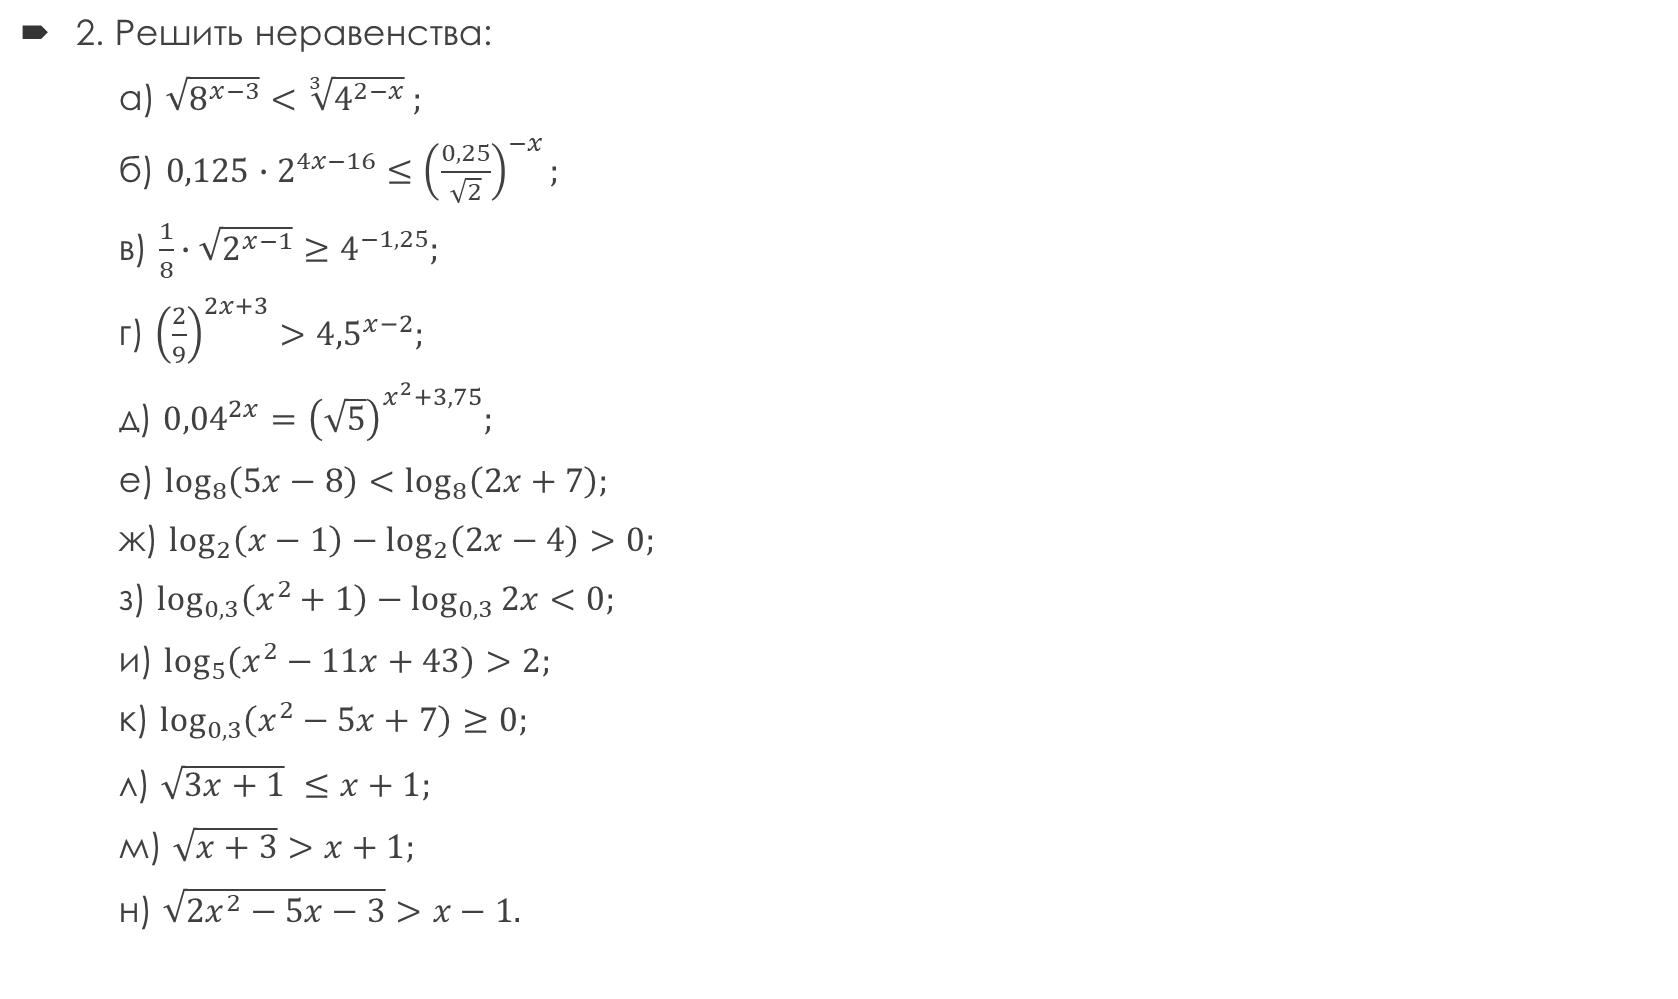 2. Решить неравенства:
а) √(8^(x−3)) < ∛(4^(2−x)) ;
б) 0,125 · 2^(4x−16) ≤ (0,25/√2)^(−x) ;
в) 1/8 · √(2^(x−1)) ≥ 4^(−1,25);
г) (2/9)^(2x+3) > 4,5^(x−2);
д) 0,04^(2x) = (√5)^(x²+3,75);
е) log₈(5x − 8) < log₈(2x + 7);
ж) log₂(x − 1) − log₂(2x − 4) > 0;
з) log₀,₃(x² + 1) − log₀,₃ 2x < 0;
и) log₅(x² − 11x + 43) > 2;
к) log₀,₃(x² − 5x + 7) ≥ 0;
л) √(3x + 1) ≤ x + 1;
м) √(x + 3) > x + 1;
н) √(2x² − 5x − 3) > x − 1.